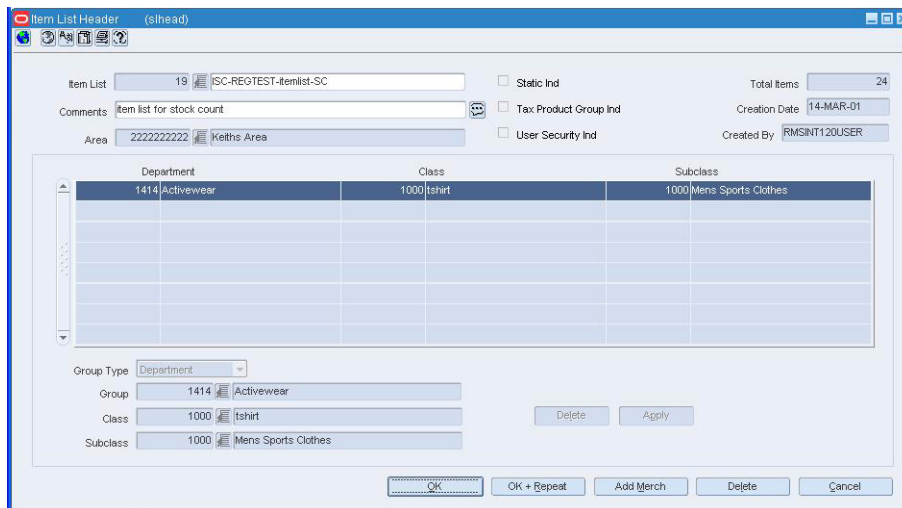 Item List Header (slhead)
Item List 19 ISC-REGTEST-itemlist-SC Static Ind Total Items 24
Comments item list for stock count Tax Product Group Ind Creation Date 14-MAR-01
Area 2222222222 Keiths Area User Security Ind Created By RMSINT120USER
Department Class Subclass
1414 Activewear 1000 tshirt 1000 Mens Sports Clothes
Group Type Department
Group 1414 Activewear
Class 1000 tshirt Delete Apply
Subclass 1000 Mens Sports Clothes
OK OK + Repeat Add Merch Delete Cancel